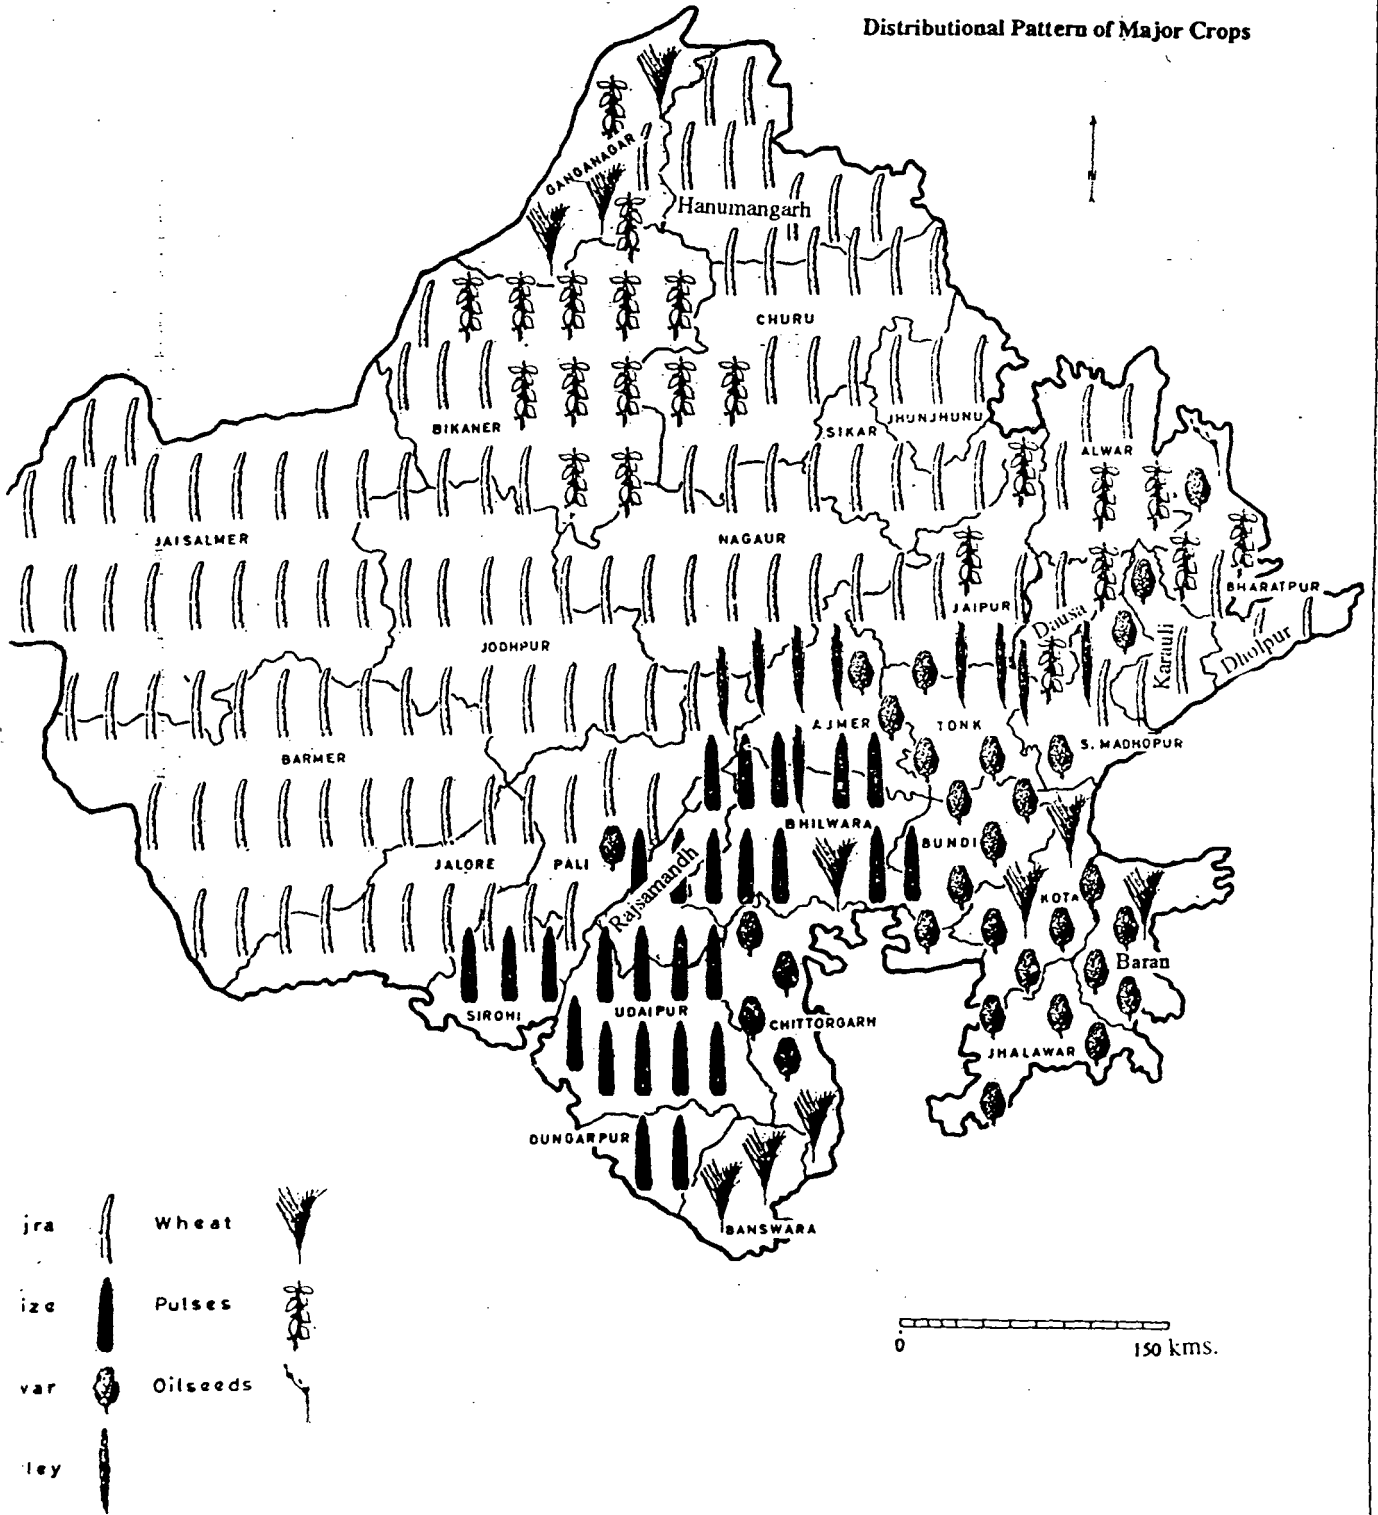 Distributional Pattern of Major Crops
N
GANGANAGAR
Hanumangarh
CHURU
BIKANER
SIKAR
JHUNJHUNU
ALWAR
JAISALMER
NAGAUR
BHARATPUR
JAIPUR
Dausa
JODHPUR
Karauli
Dholpur
AJMER
TONK
S. MADHOPUR
BARMER
BHILWARA
BUNDI
JALORE
PALI
Rajsamandh
KOTA
Baran
SIROHI
UDAIPUR
CHITTORGARH
JHALAWAR
DUNGARPUR
BANSWARA
jra Wheat
ize Pulses
var Oilseeds
ley
0 150 kms.